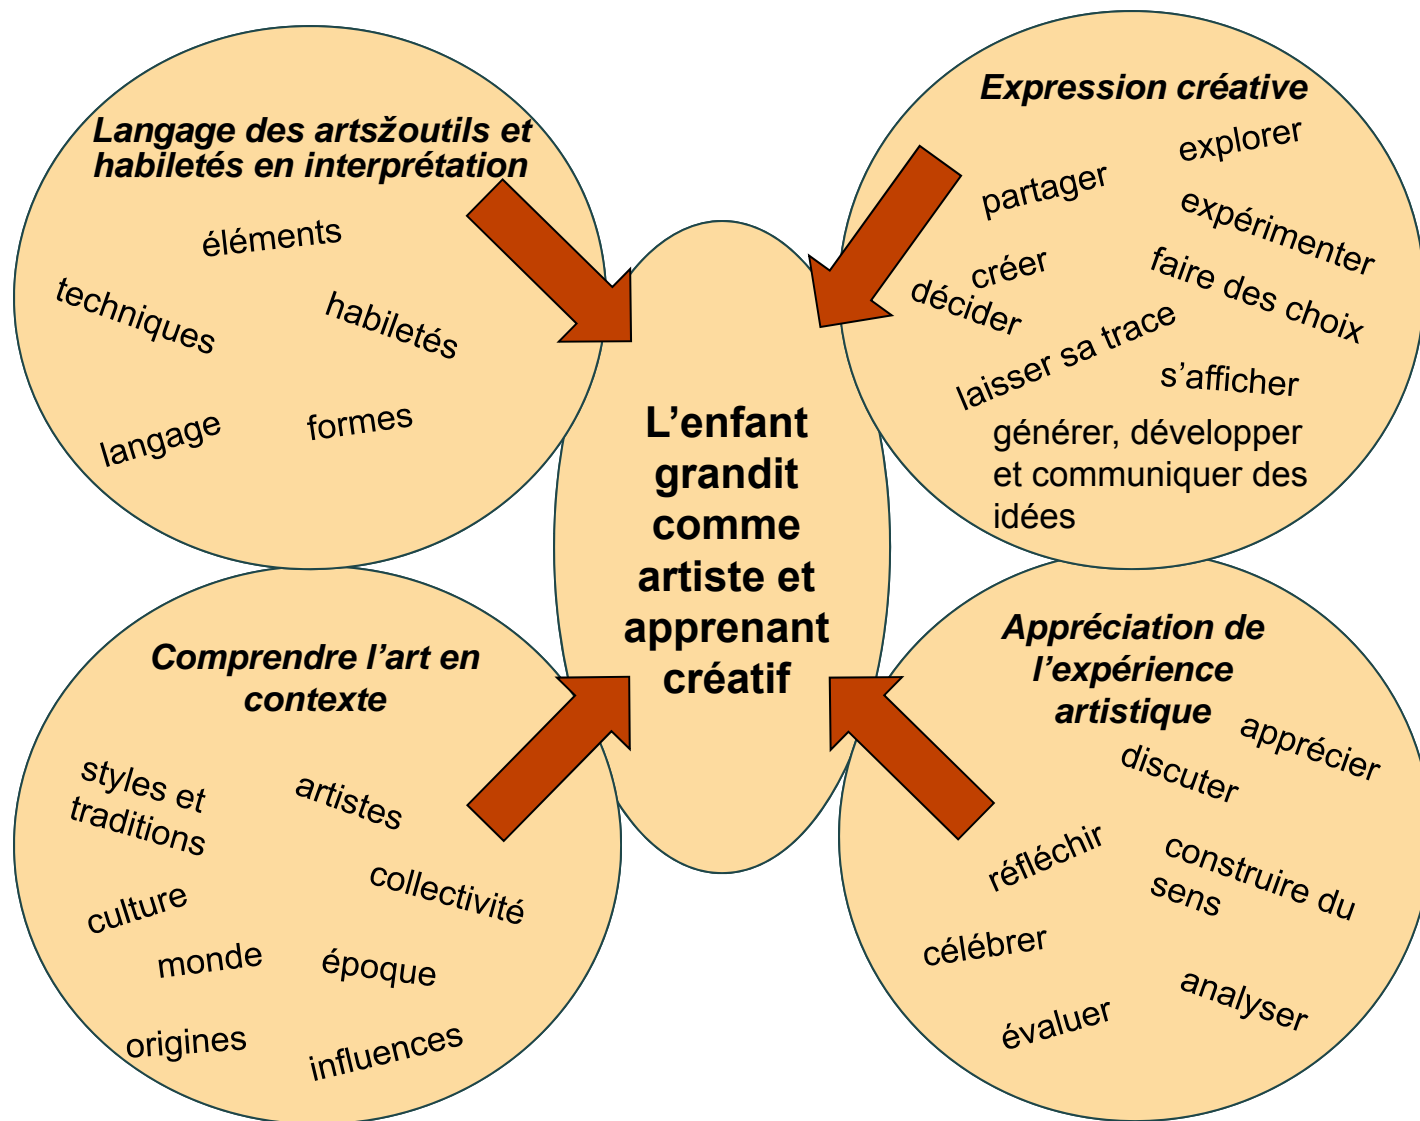 Langage des artsžoutils et
habiletés en interprétation
éléments
techniques
habiletés
langage
formes
Expression créative
explorer
partager
expérimenter
créer
faire des choix
décider
laisser sa trace
s’afficher
générer, développer
et communiquer des
idées
L’enfant
grandit
comme
artiste et
apprenant
créatif
Comprendre l’art en
contexte
styles et
traditions
artistes
collectivité
culture
monde
époque
origines
influences
Appréciation de
l’expérience
artistique
apprécier
discuter
réfléchir
construire du
sens
célébrer
analyser
évaluer